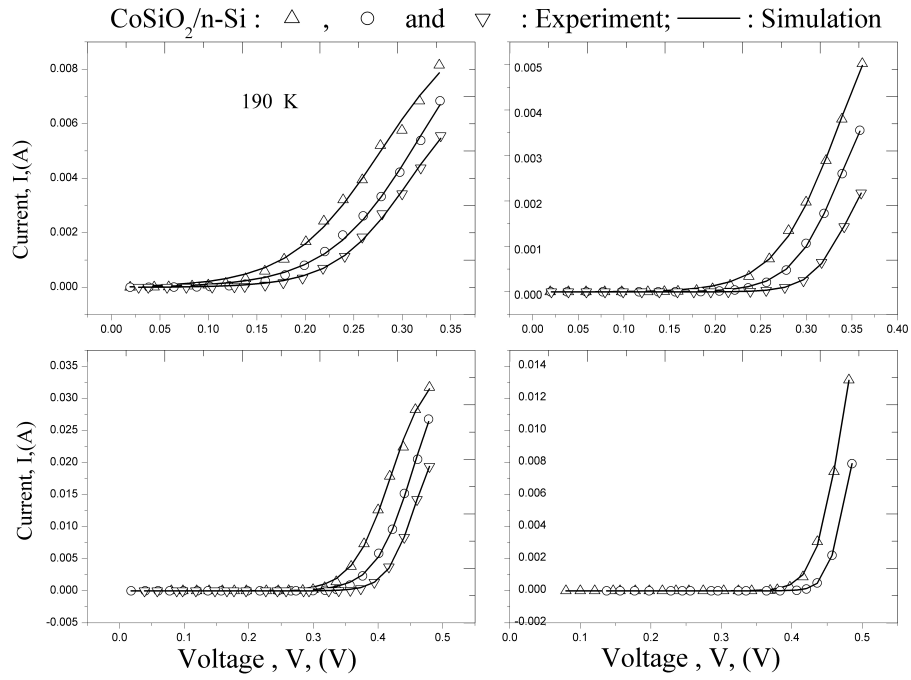 CoSiO2/n-Si : △ , ○ and ▽ : Experiment; —— : Simulation
190 K
Current, I,(A)
0.008
0.006
0.004
0.002
0.000
0.00 0.05 0.10 0.15 0.20 0.25 0.30 0.35
0.005
0.004
0.003
0.002
0.001
0.000
0.00 0.05 0.10 0.15 0.20 0.25 0.30 0.35 0.40
Current, I,(A)
0.035
0.030
0.025
0.020
0.015
0.010
0.005
0.000
-0.005
0.0 0.1 0.2 0.3 0.4 0.5
Voltage , V, (V)
0.014
0.012
0.010
0.008
0.006
0.004
0.002
0.000
-0.002
0.0 0.1 0.2 0.3 0.4 0.5
Voltage , V, (V)